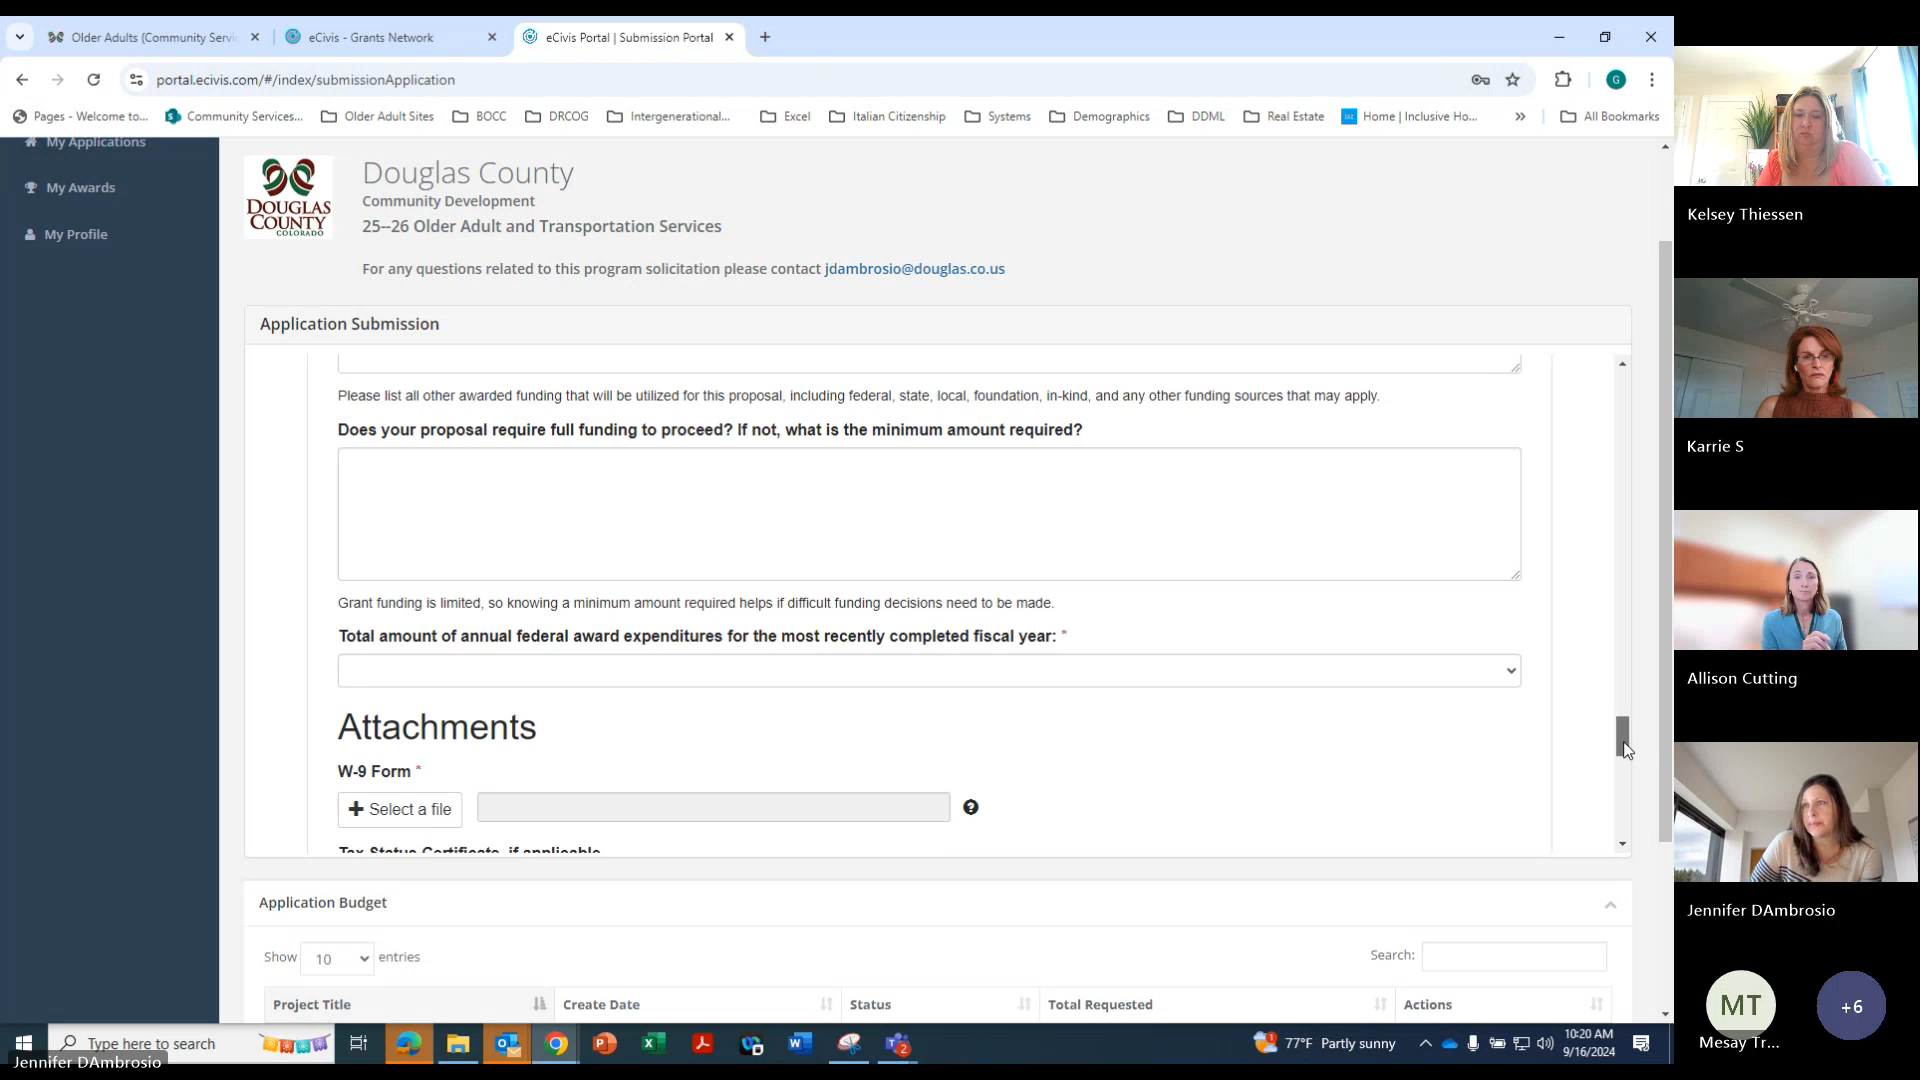 Older Adults (Community Servi
eCivis - Grants Network
eCivis Portal | Submission Portal
portal.ecivis.com/#/index/submissionApplication
G
Pages - Welcome to...
Community Services...
Older Adult Sites
BOCC
DRCOG
Intergenerational...
Excel
Italian Citizenship
Systems
Demographics
DDML
Real Estate
Home | Inclusive Ho...
All Bookmarks
My Applications
My Awards
My Profile
DOUGLAS
COUNTY
COLORADO
Douglas County
Community Development
25--26 Older Adult and Transportation Services
For any questions related to this program solicitation please contact jdambrosio@douglas.co.us
Application Submission
Please list all other awarded funding that will be utilized for this proposal, including federal, state, local, foundation, in-kind, and any other funding sources that may apply.
Does your proposal require full funding to proceed? If not, what is the minimum amount required?
Grant funding is limited, so knowing a minimum amount required helps if difficult funding decisions need to be made.
Total amount of annual federal award expenditures for the most recently completed fiscal year: *
Attachments
W-9 Form *
Select a file
Tax Status Certificate, if applicable
Application Budget
Show 10 entries
Search:
Project Title
Create Date
Status
Total Requested
Actions
Type here to search
77°F Partly sunny
10:20 AM
9/16/2024
Jennifer DAmbrosio
Kelsey Thiessen
Karrie S
Allison Cutting
Jennifer DAmbrosio
MT
+6
Mesay Tr...